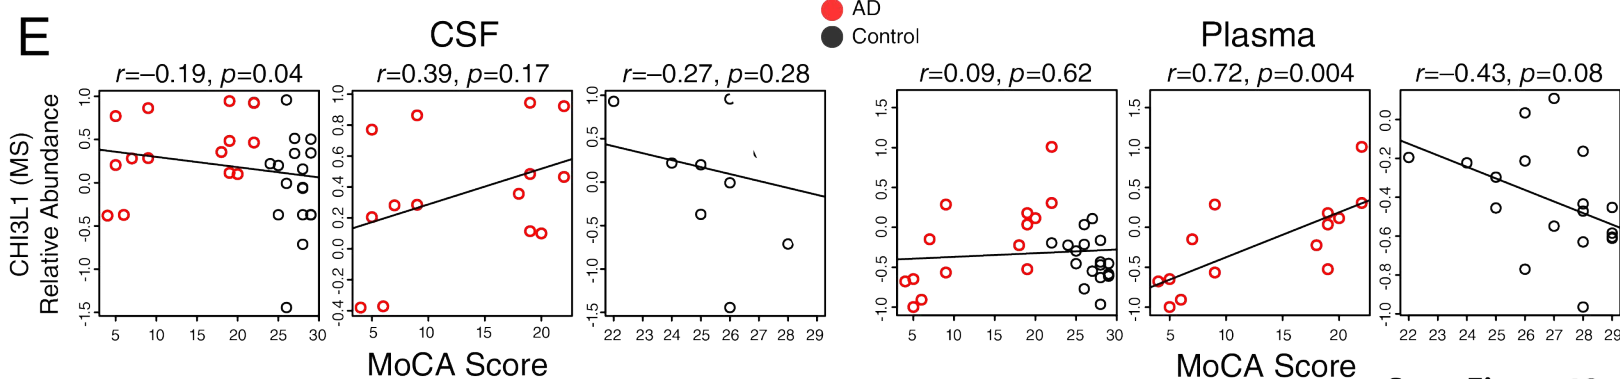 E
CSF
AD
Control
Plasma
r=−0.19, p=0.04
r=0.39, p=0.17
r=−0.27, p=0.28
r=0.09, p=0.62
r=0.72, p=0.004
r=−0.43, p=0.08
CHI3L1 (MS)
Relative Abundance
1.0
0.5
0.0
-0.5
-1.0
-1.5
5 10 15 20 25 30
1.0
0.8
0.6
0.4
0.2
0.0
-0.2
-0.4
5 10 15 20
1.0
0.5
0.0
-0.5
-1.0
-1.5
22 23 24 25 26 27 28 29
1.5
1.0
0.5
0.0
-0.5
-1.0
5 10 15 20 25 30
1.5
1.0
0.5
0.0
-0.5
-1.0
5 10 15 20
0.0
-0.2
-0.4
-0.6
-0.8
-1.0
22 23 24 25 26 27 28 29
MoCA Score
MoCA Score